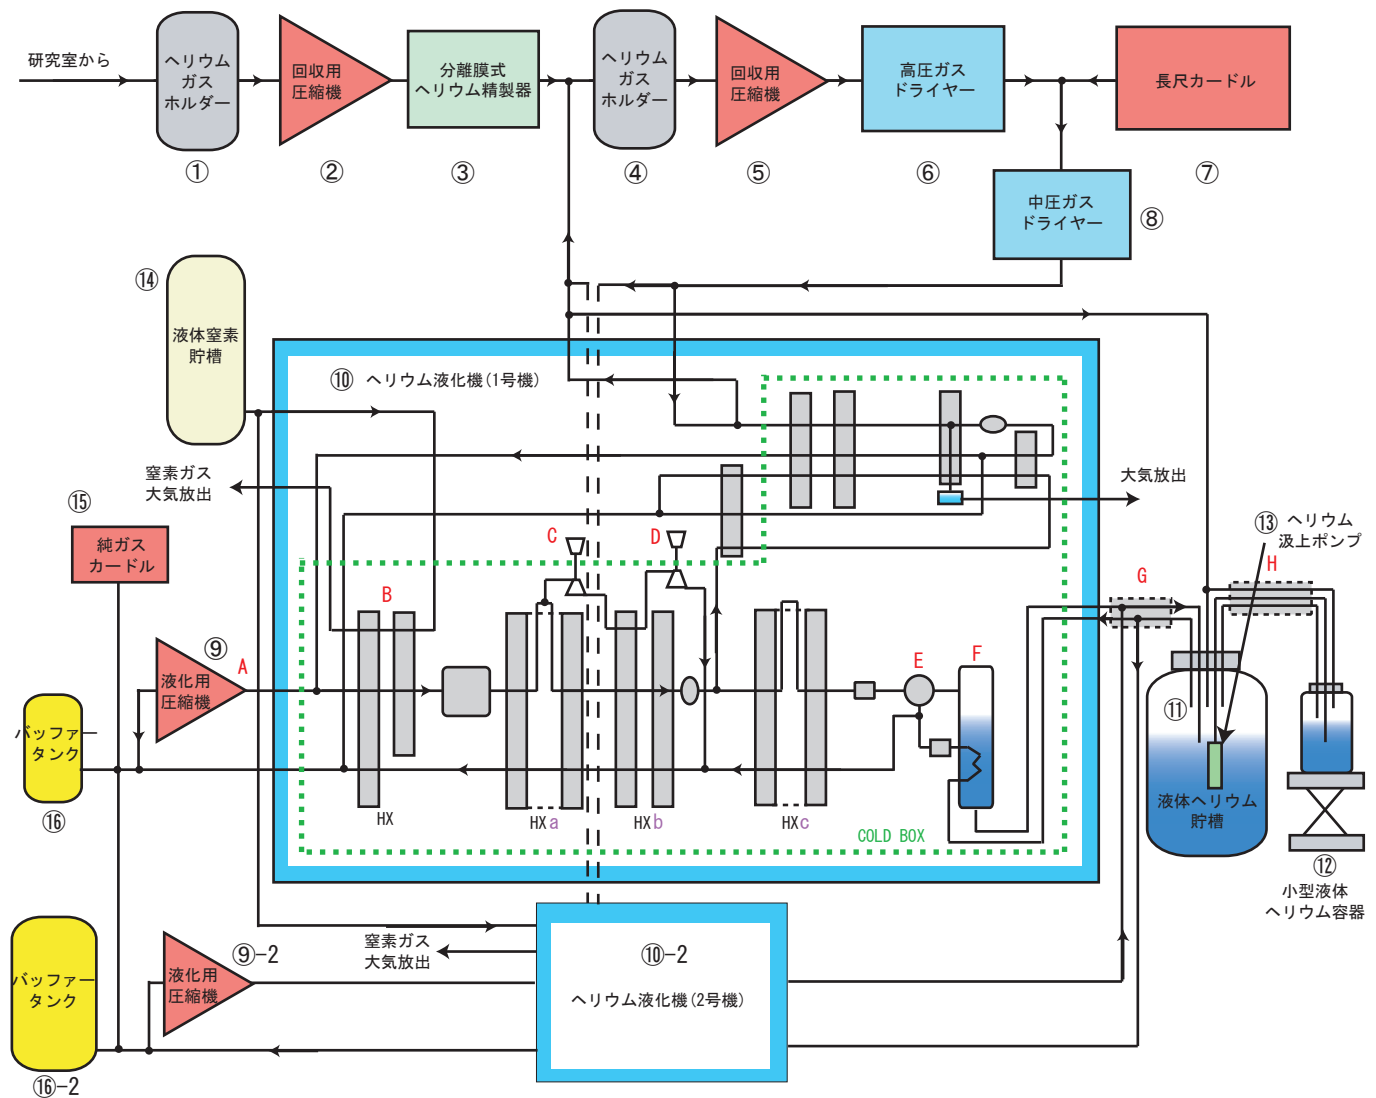 研究室から
ヘリウム
ガス
ホルダー
①
回収用
圧縮機
②
分離膜式
ヘリウム精製器
③
ヘリウム
ガス
ホルダー
④
回収用
圧縮機
⑤
高圧ガス
ドライヤー
⑥
長尺カードル
⑦
中圧ガス
ドライヤー
⑧
⑭
液体窒素
貯槽
⑩ ヘリウム液化機(1号機)
窒素ガス
大気放出
大気放出
⑮
純ガス
カードル
⑬ ヘリウム
汲上ポンプ
C
D
G
H
B
⑨
A
液化用
圧縮機
E
F
バッファー
タンク
⑯
⑪
液体ヘリウム
貯槽
HX
HXa
HXb
HXc
COLD BOX
⑫
小型液体
ヘリウム容器
窒素ガス
大気放出
⑨-2
液化用
圧縮機
バッファー
タンク
⑯-2
⑩-2
ヘリウム液化機(2号機)